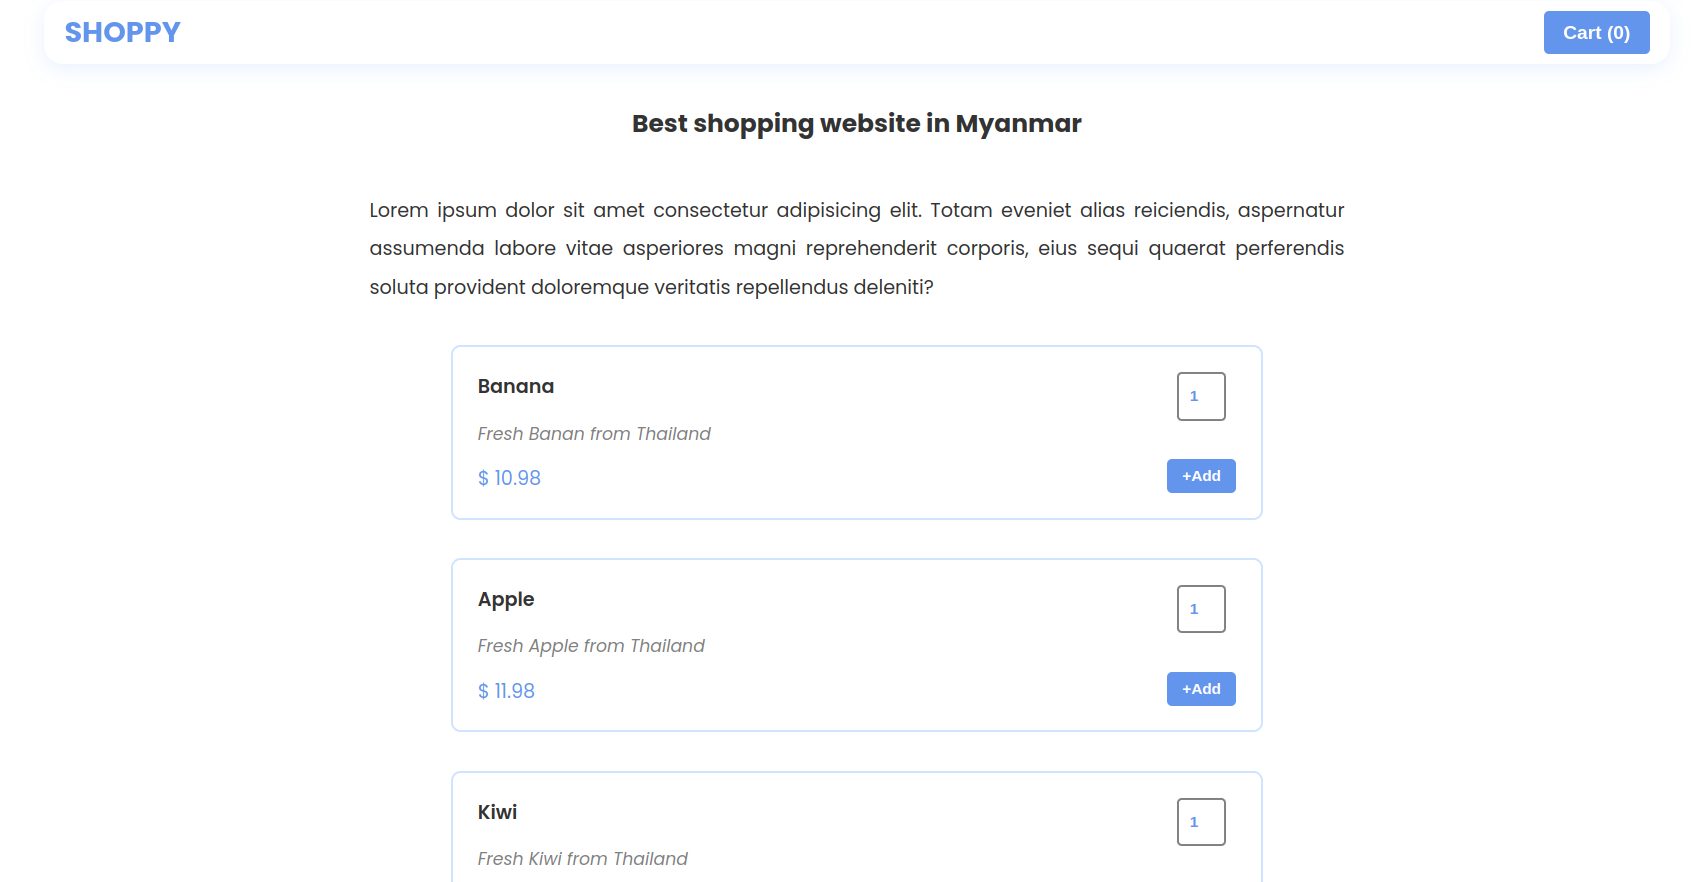 SHOPPY
Cart (0)
Best shopping website in Myanmar
Lorem ipsum dolor sit amet consectetur adipisicing elit. Totam eveniet alias reiciendis, aspernatur
assumenda labore vitae asperiores magni reprehenderit corporis, eius sequi quaerat perferendis
soluta provident doloremque veritatis repellendus deleniti?
Banana
1
Fresh Banan from Thailand
$ 10.98
+Add
Apple
1
Fresh Apple from Thailand
$ 11.98
+Add
Kiwi
1
Fresh Kiwi from Thailand